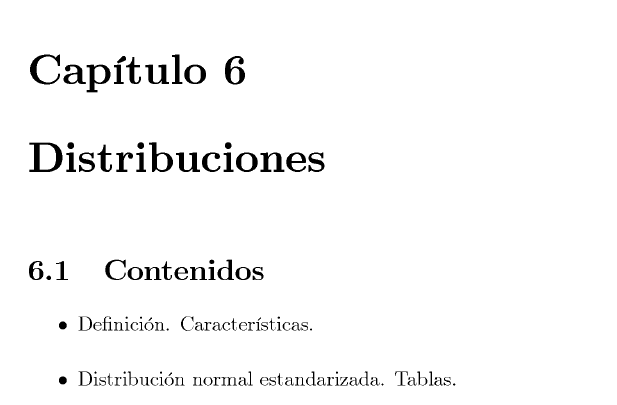 Capítulo 6
Distribuciones
6.1 Contenidos
• Definición. Características.
• Distribución normal estandarizada. Tablas.